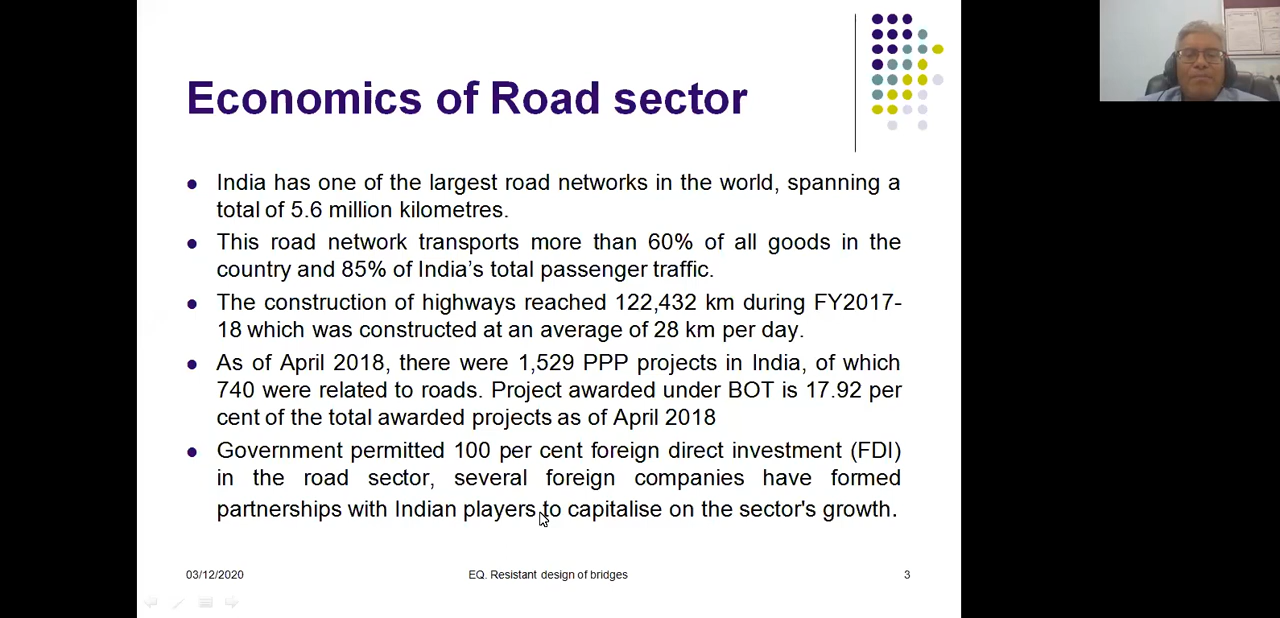 Economics of Road sector
India has one of the largest road networks in the world, spanning a
total of 5.6 million kilometres.
This road network transports more than 60% of all goods in the
country and 85% of India’s total passenger traffic.
The construction of highways reached 122,432 km during FY2017-
18 which was constructed at an average of 28 km per day.
As of April 2018, there were 1,529 PPP projects in India, of which
740 were related to roads. Project awarded under BOT is 17.92 per
cent of the total awarded projects as of April 2018
Government permitted 100 per cent foreign direct investment (FDI)
in the road sector, several foreign companies have formed
partnerships with Indian players to capitalise on the sector's growth.
03/12/2020
EQ. Resistant design of bridges
3